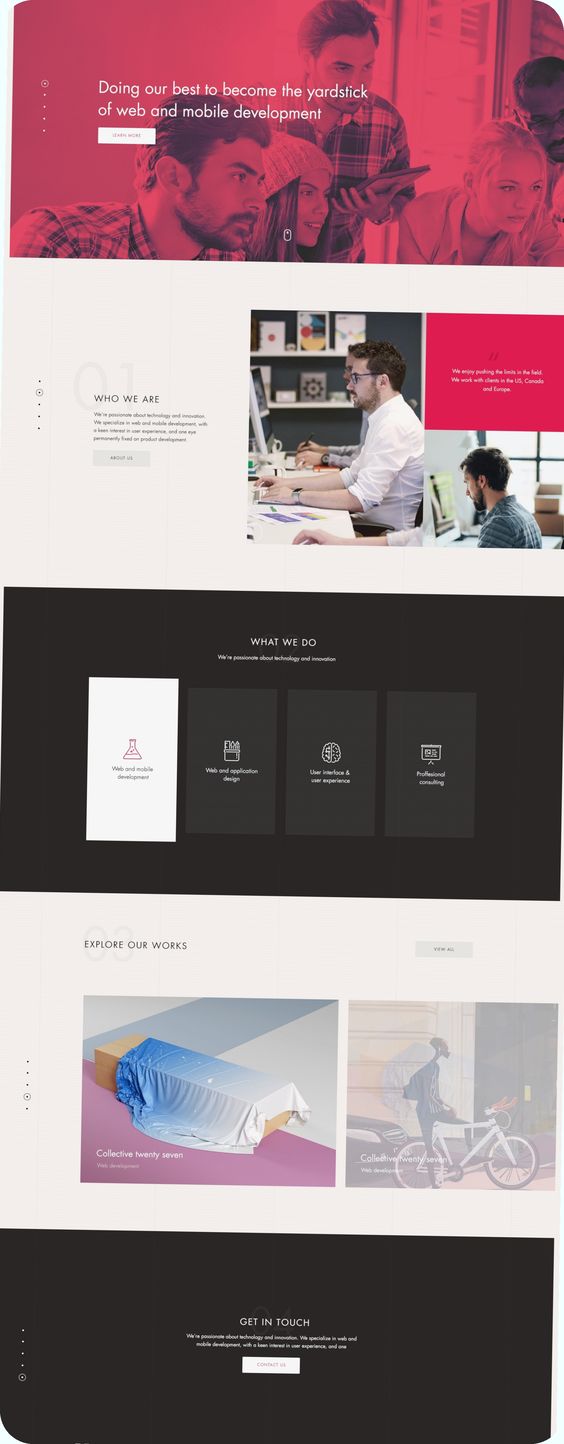 Doing our best to become the yardstick
of web and mobile development
LEARN MORE
01
WHO WE ARE
We're passionate about technology and innovation.
We specialize in web and mobile development, with
a keen interest in user experience, and one eye
permanently fixed on product development.
ABOUT US
"
We enjoy pushing the limits in the field.
We work with clients in the US, Canada
and Europe.
WHAT WE DO
We're passionate about technology and innovation
Web and mobile
development
Web and application
design
User interface &
user experience
Proffesional
consulting
03
EXPLORE OUR WORKS
VIEW ALL
Collective twenty seven
Web development
Collective twenty seven
Web development
04
GET IN TOUCH
We're passionate about technology and innovation. We specialize in web and
mobile development, with a keen interest in user experience, and one
CONTACT US